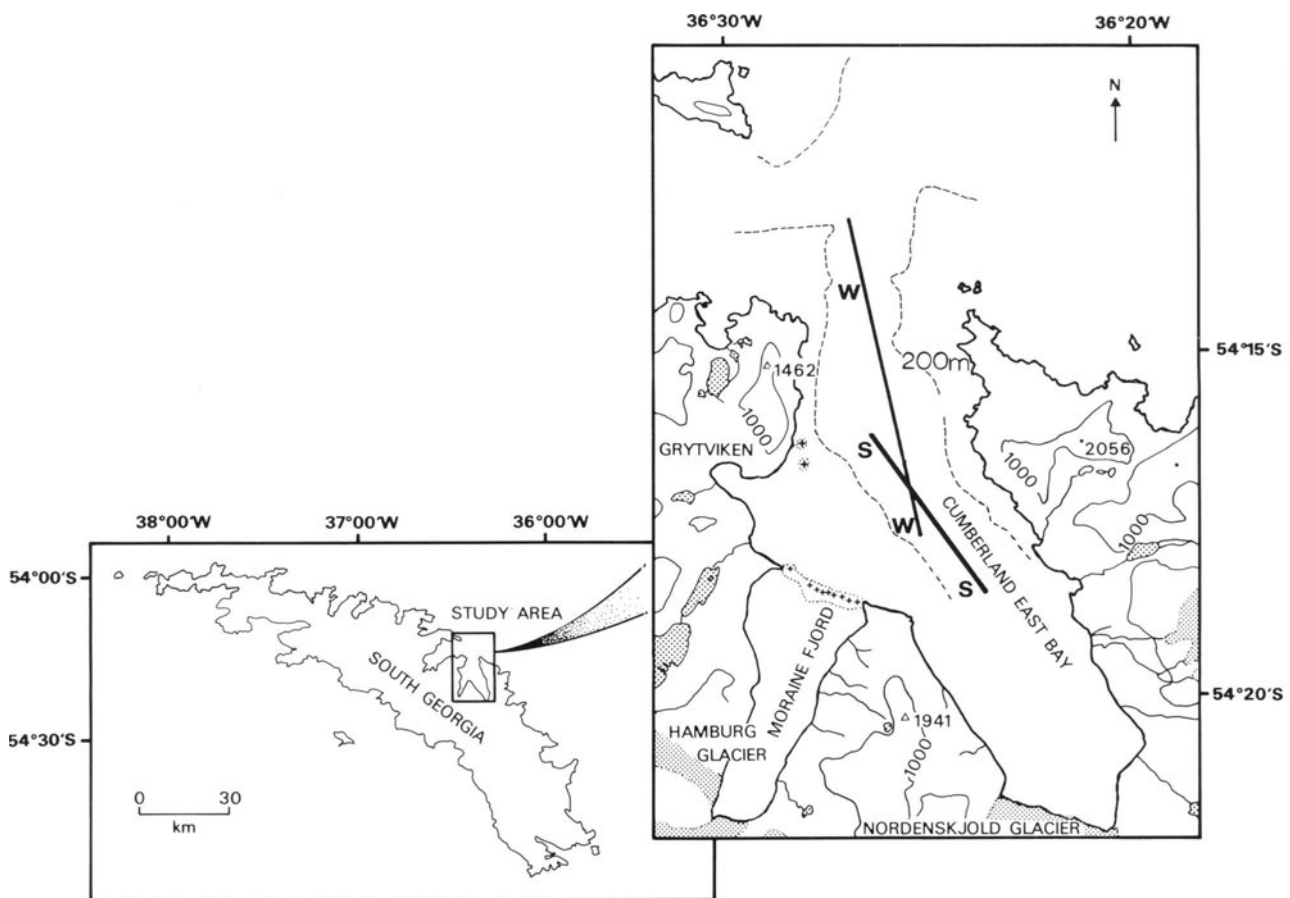 36°30′W
36°20′W
N
W
54°15′S
200m
1462
1000
S
GRYTVIKEN
2056
1000
1000
W
CUMBERLAND EAST BAY
S
38°00′W
37°00′W
36°00′W
54°00′S
STUDY AREA
SOUTH GEORGIA
54°30′S
0 30
km
MORAINE FJORD
54°20′S
1941
1000
HAMBURG
GLACIER
NORDENSKJOLD GLACIER